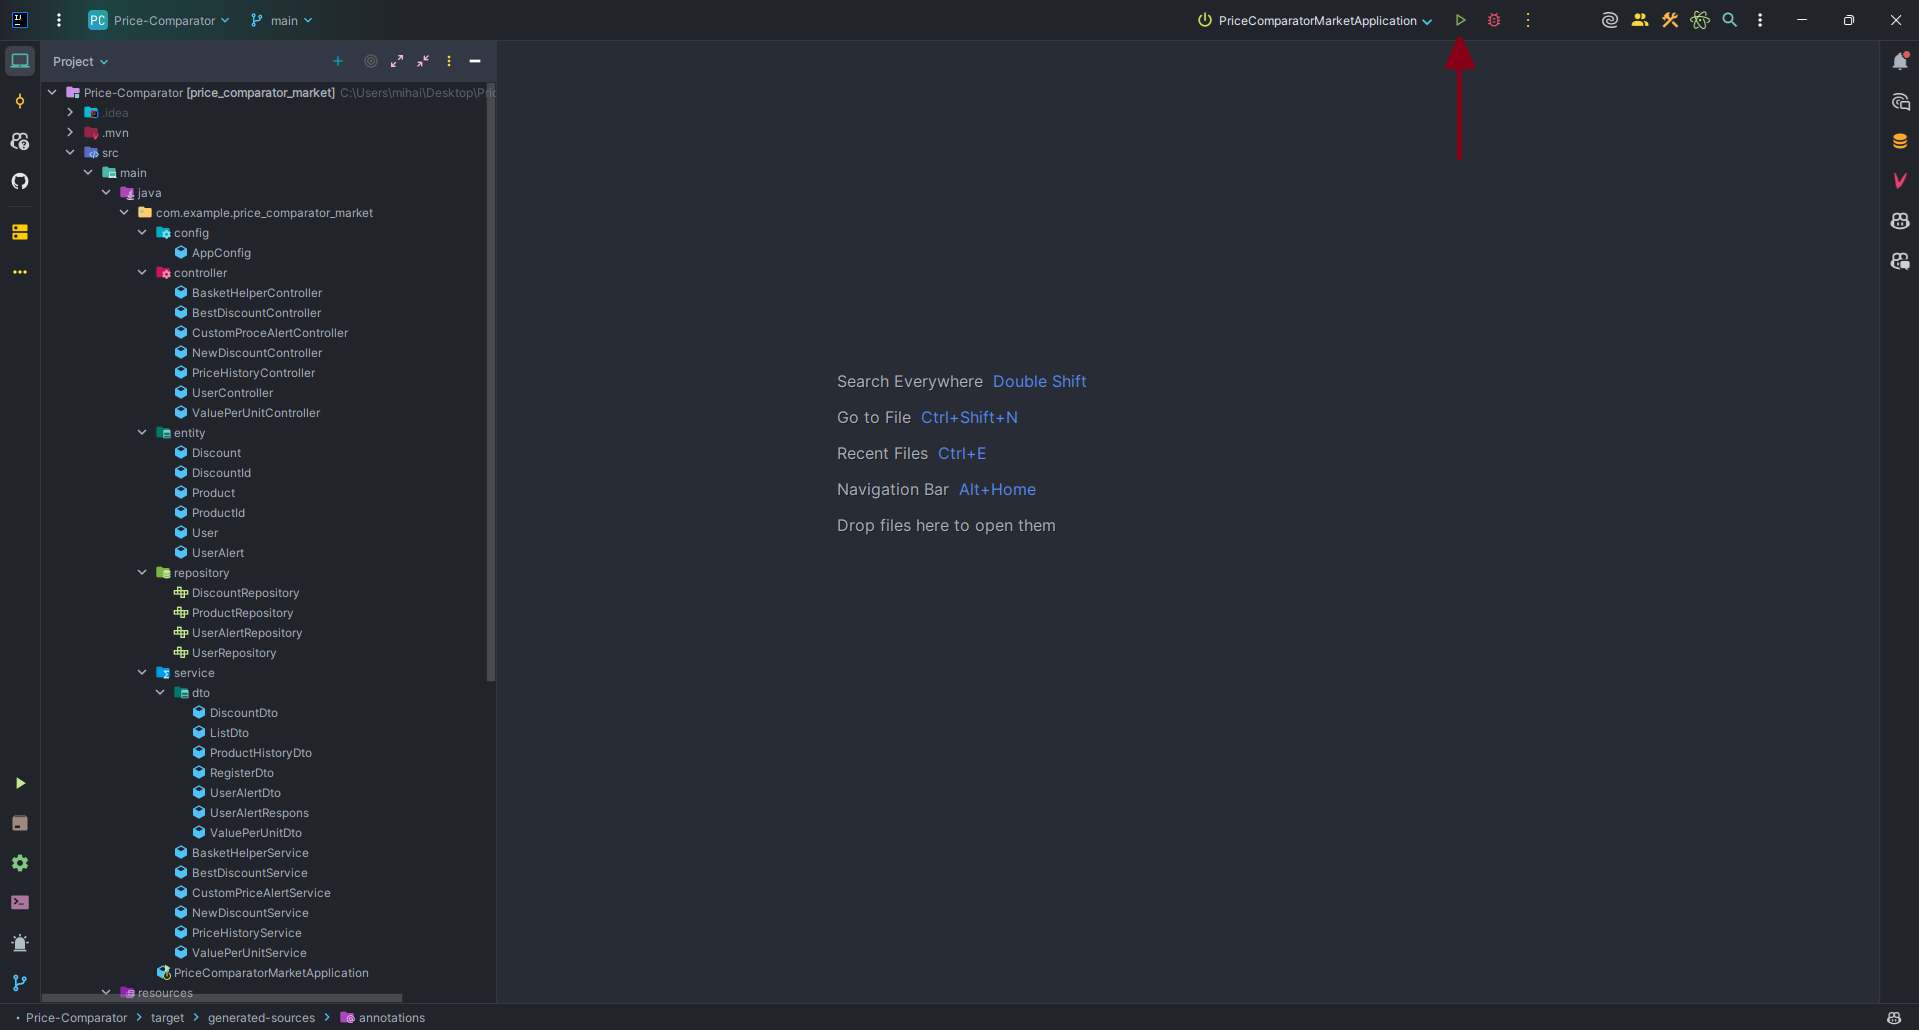 PC Price-Comparator main PriceComparatorMarketApplication
Project
Price-Comparator [price_comparator_market] C:\Users\mihai\Desktop\Pric
.idea
.mvn
src
main
java
com.example.price_comparator_market
config
AppConfig
controller
BasketHelperController
BestDiscountController
CustomProceAlertController
NewDiscountController
PriceHistoryController
UserController
ValuePerUnitController
entity
Discount
DiscountId
Product
ProductId
User
UserAlert
repository
DiscountRepository
ProductRepository
UserAlertRepository
UserRepository
service
dto
DiscountDto
ListDto
ProductHistoryDto
RegisterDto
UserAlertDto
UserAlertRespons
ValuePerUnitDto
BasketHelperService
BestDiscountService
CustomPriceAlertService
NewDiscountService
PriceHistoryService
ValuePerUnitService
PriceComparatorMarketApplication
resources
Search Everywhere Double Shift
Go to File Ctrl+Shift+N
Recent Files Ctrl+E
Navigation Bar Alt+Home
Drop files here to open them
Price-Comparator > target > generated-sources > annotations